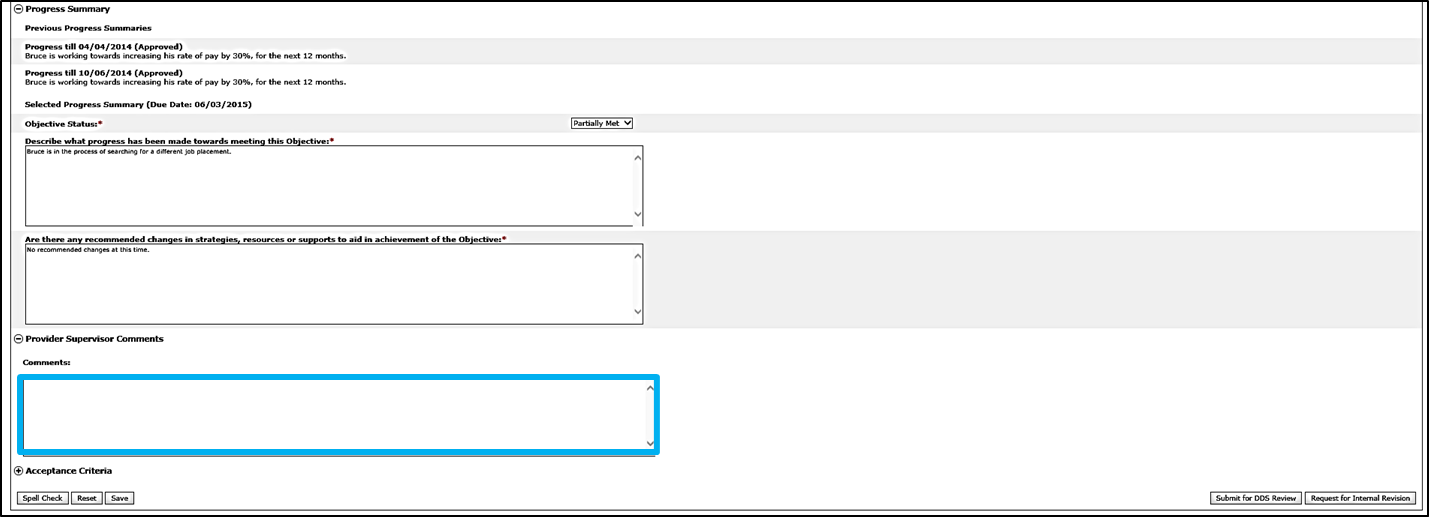 Progress Summary
Previous Progress Summaries
Progress till 04/04/2014 (Approved)
Bruce is working towards increasing his rate of pay by 30%, for the next 12 months.
Progress till 10/06/2014 (Approved)
Bruce is working towards increasing his rate of pay by 30%, for the next 12 months.
Selected Progress Summary (Due Date: 06/03/2015)
Objective Status:* Partially Met
Describe what progress has been made towards meeting this Objective:*
Bruce is in the process of searching for a different job placement.
Are there any recommended changes in strategies, resources or supports to aid in achievement of the Objective:*
No recommended changes at this time.
Provider Supervisor Comments
Comments:
Acceptance Criteria
Spell Check Reset Save Submit for DDS Review Request for Internal Revision